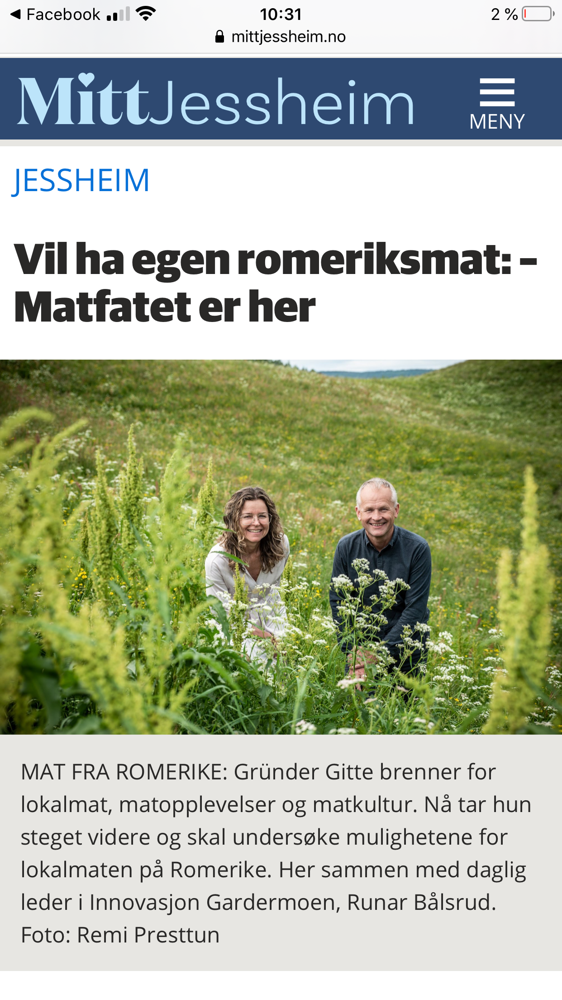 ◀ Facebook 10:31 2 %
mittjessheim.no
MittJessheim
MENY
JESSHEIM
Vil ha egen romeriksmat: –
Matfatet er her
MAT FRA ROMERIKE: Gründer Gitte brenner for
lokalmat, matopplevelser og matkultur. Nå tar hun
steget videre og skal undersøke mulighetene for
lokalmaten på Romerike. Her sammen med daglig
leder i Innovasjon Gardermoen, Runar Bålsrud.
Foto: Remi Presttun